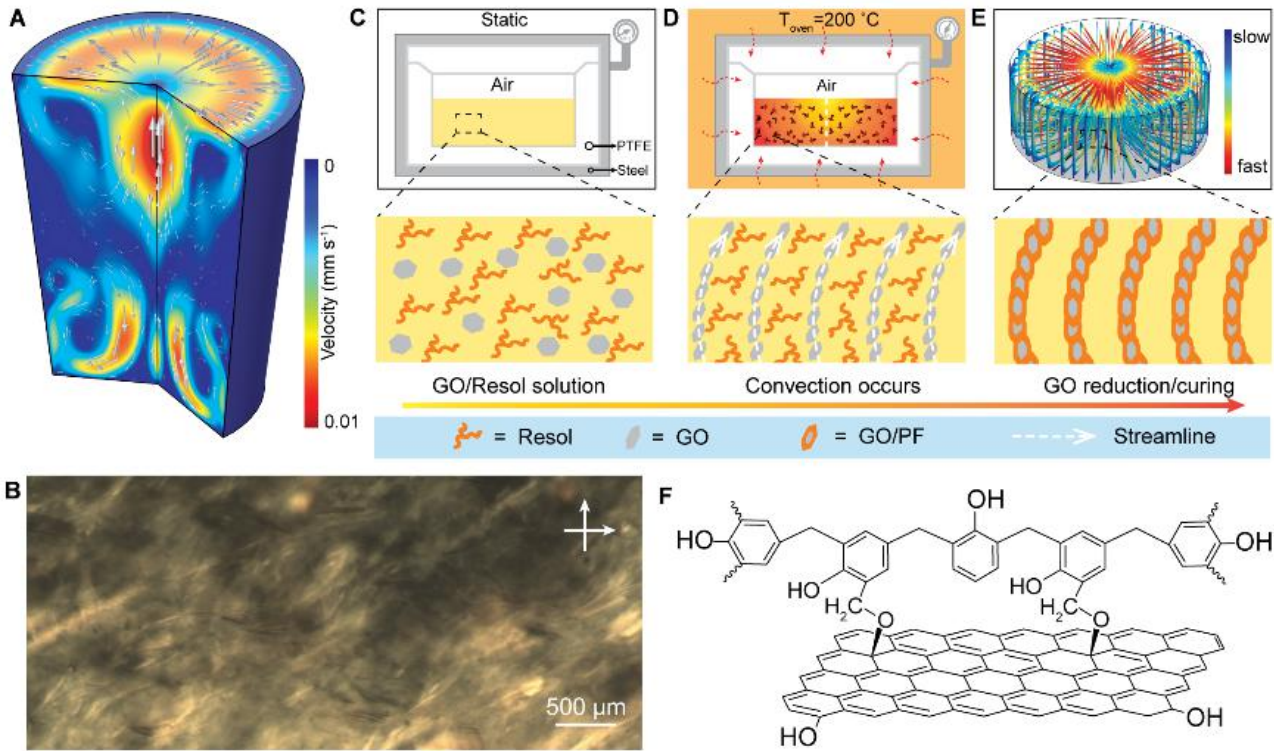 A
0
Velocity (mm s⁻¹)
0.01
C
Static
Air
PTFE
Steel
D
T oven=200 °C
Air
E
slow
fast
GO/Resol solution
Convection occurs
GO reduction/curing
= Resol
= GO
= GO/PF
Streamline
B
500 µm
F
OH
HO
OH
HO
HO
H₂C
O
H₂C
O
HO
OH